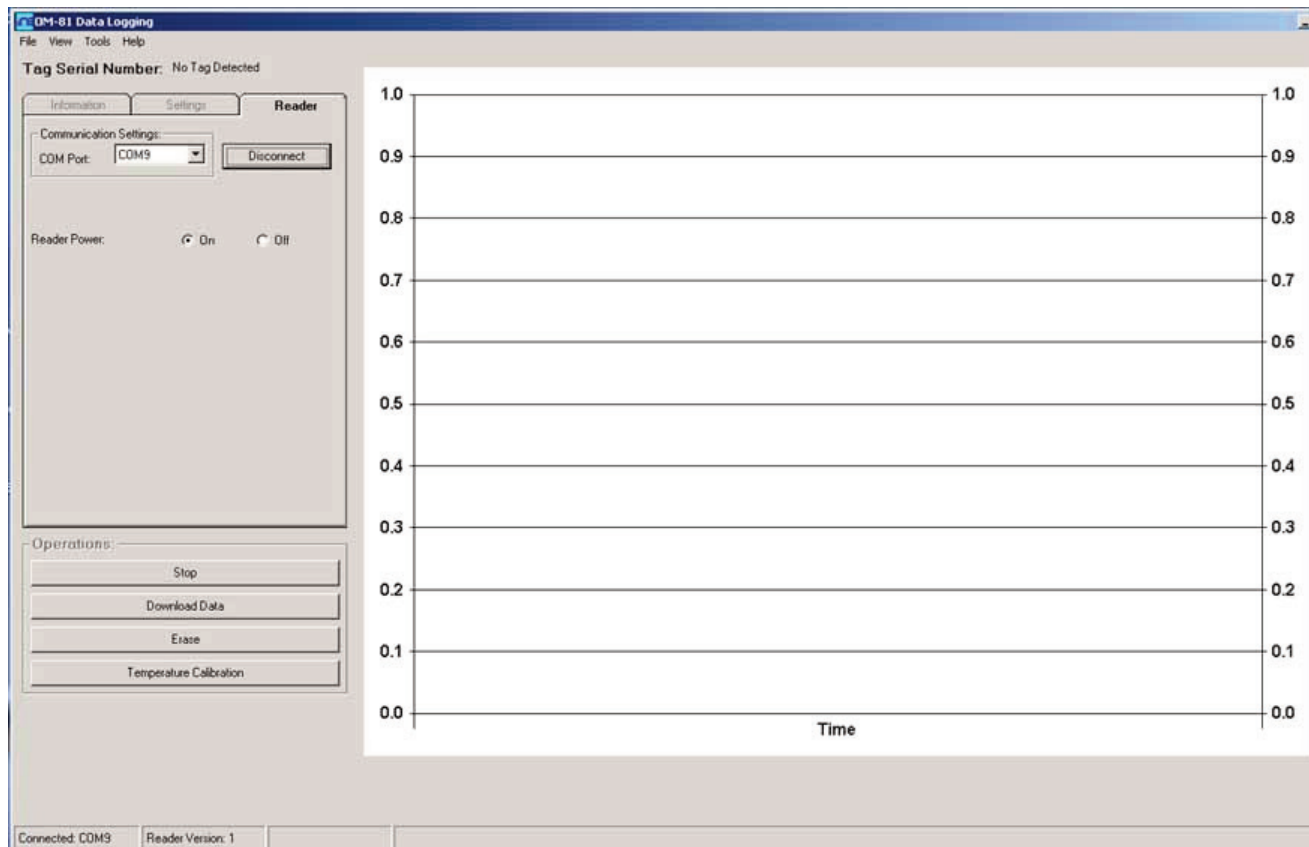 OM-81 Data Logging
File View Tools Help
Tag Serial Number: No Tag Detected
Information Settings Reader
Communication Settings:
COM Port: COM9 Disconnect
Reader Power: On Off
Operations:
Stop
Download Data
Erase
Temperature Calibration
1.0 1.0
0.9 0.9
0.8 0.8
0.7 0.7
0.6 0.6
0.5 0.5
0.4 0.4
0.3 0.3
0.2 0.2
0.1 0.1
0.0 0.0
Time
Connected: COM9 Reader Version: 1